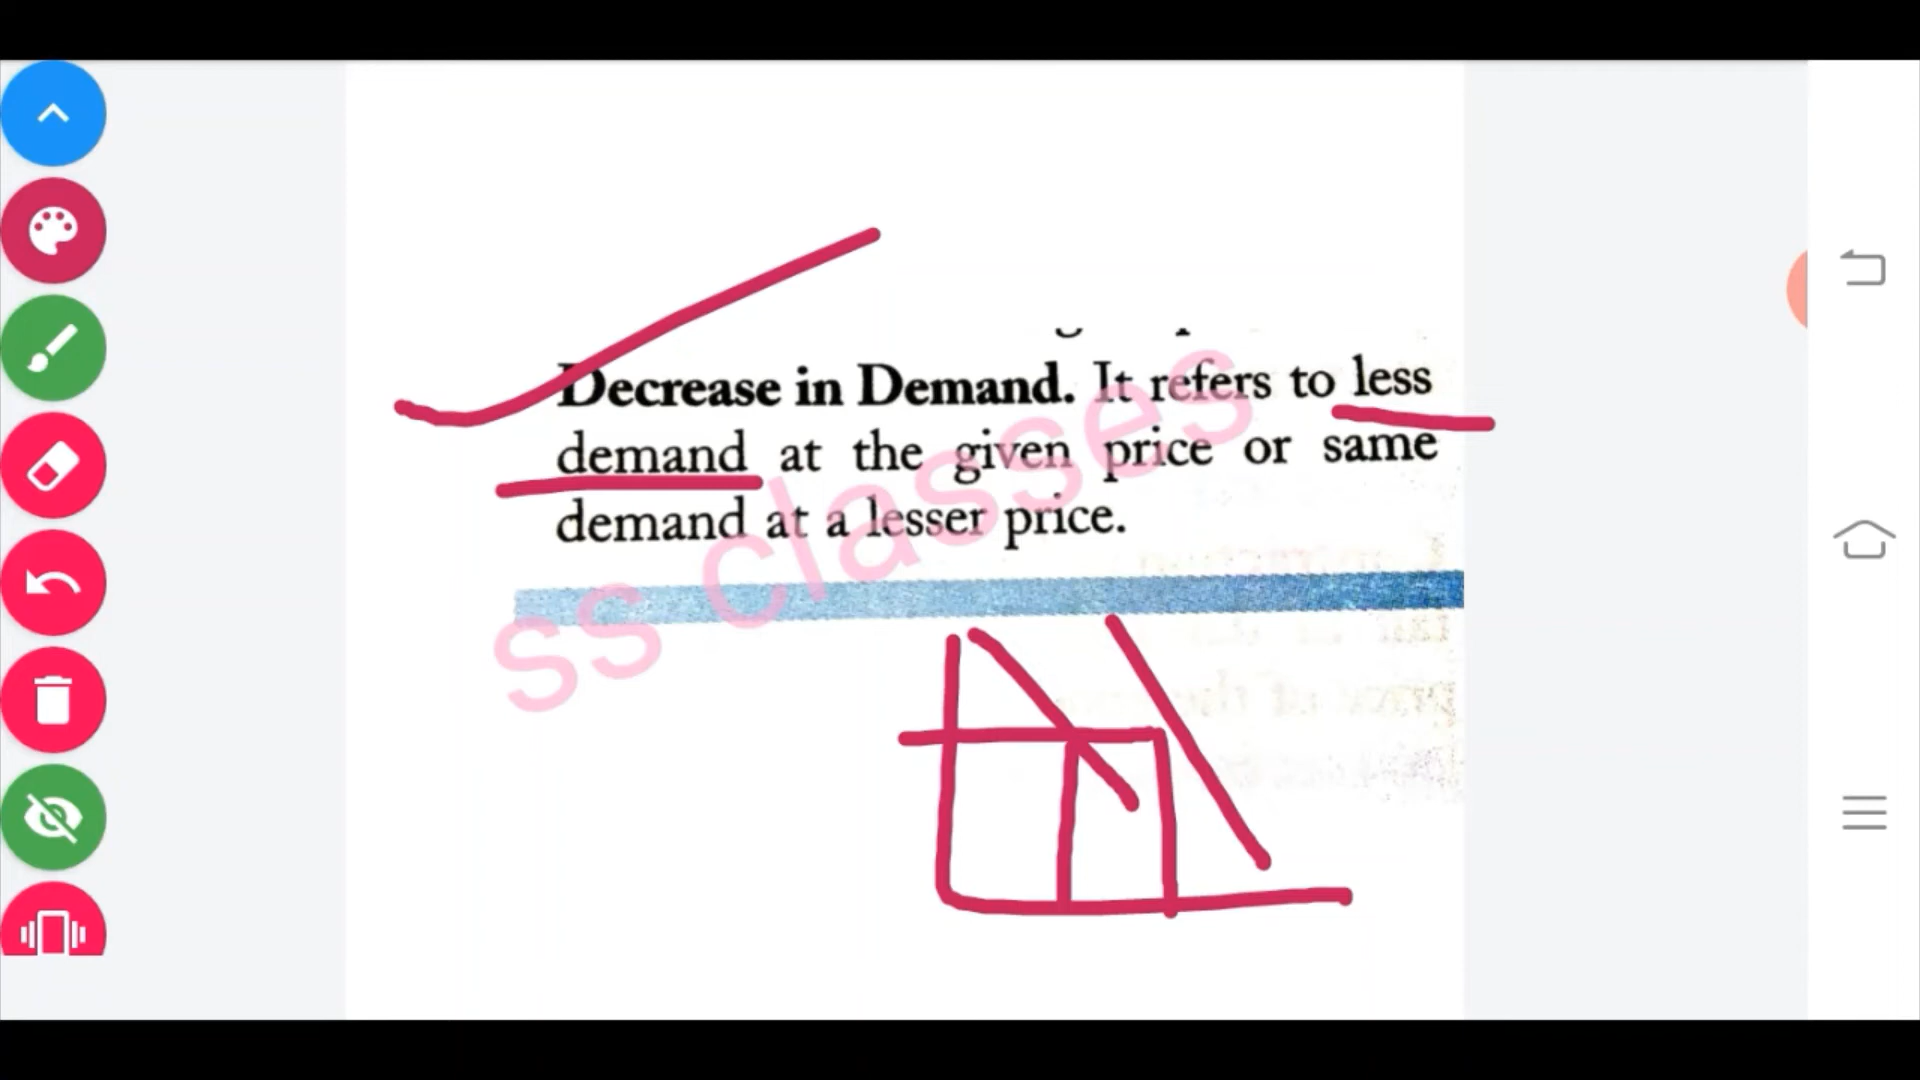 Decrease in Demand. It refers to less
demand at the given price or same
demand at a lesser price.
ss classes